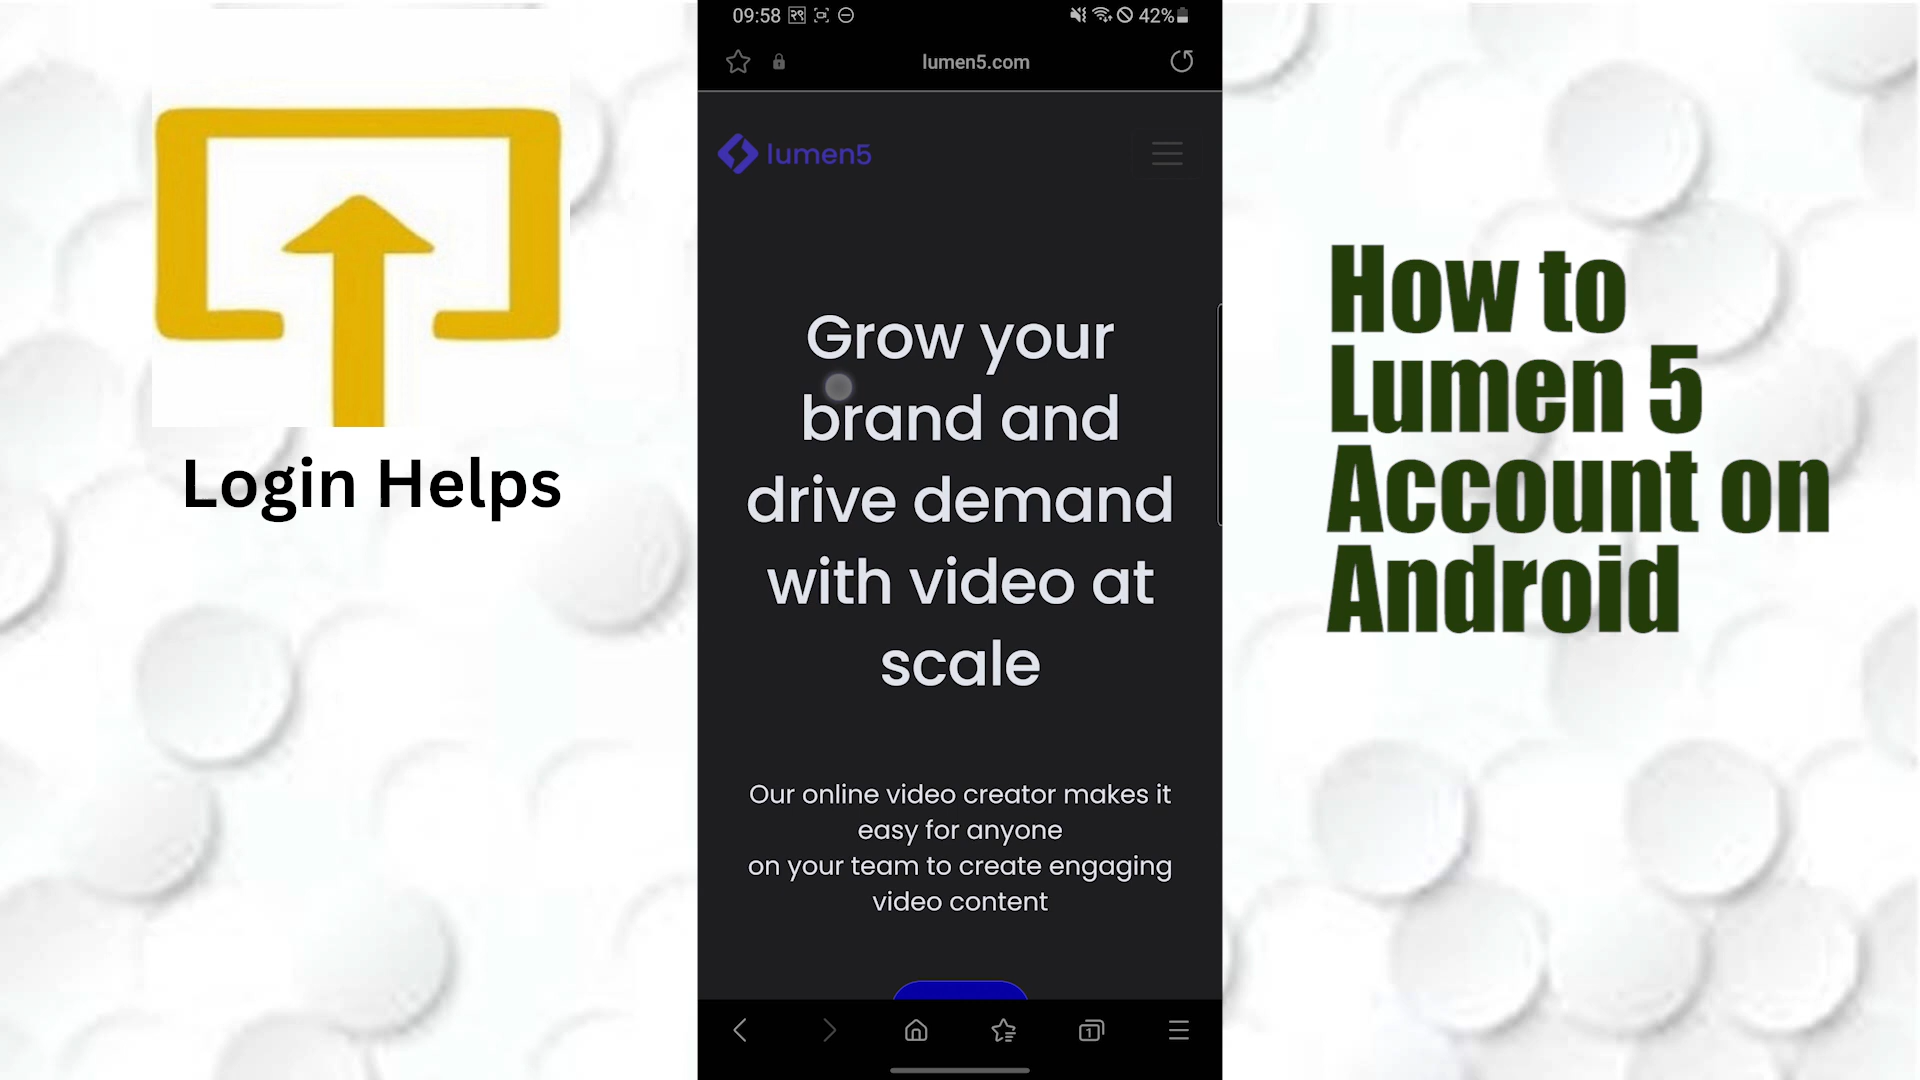 Login Helps
09:58 २९ 42%
lumen5.com
lumen5
Grow your
brand and
drive demand
with video at
scale
Our online video creator makes it
easy for anyone
on your team to create engaging
video content
1
How to
Lumen 5
Account on
Android